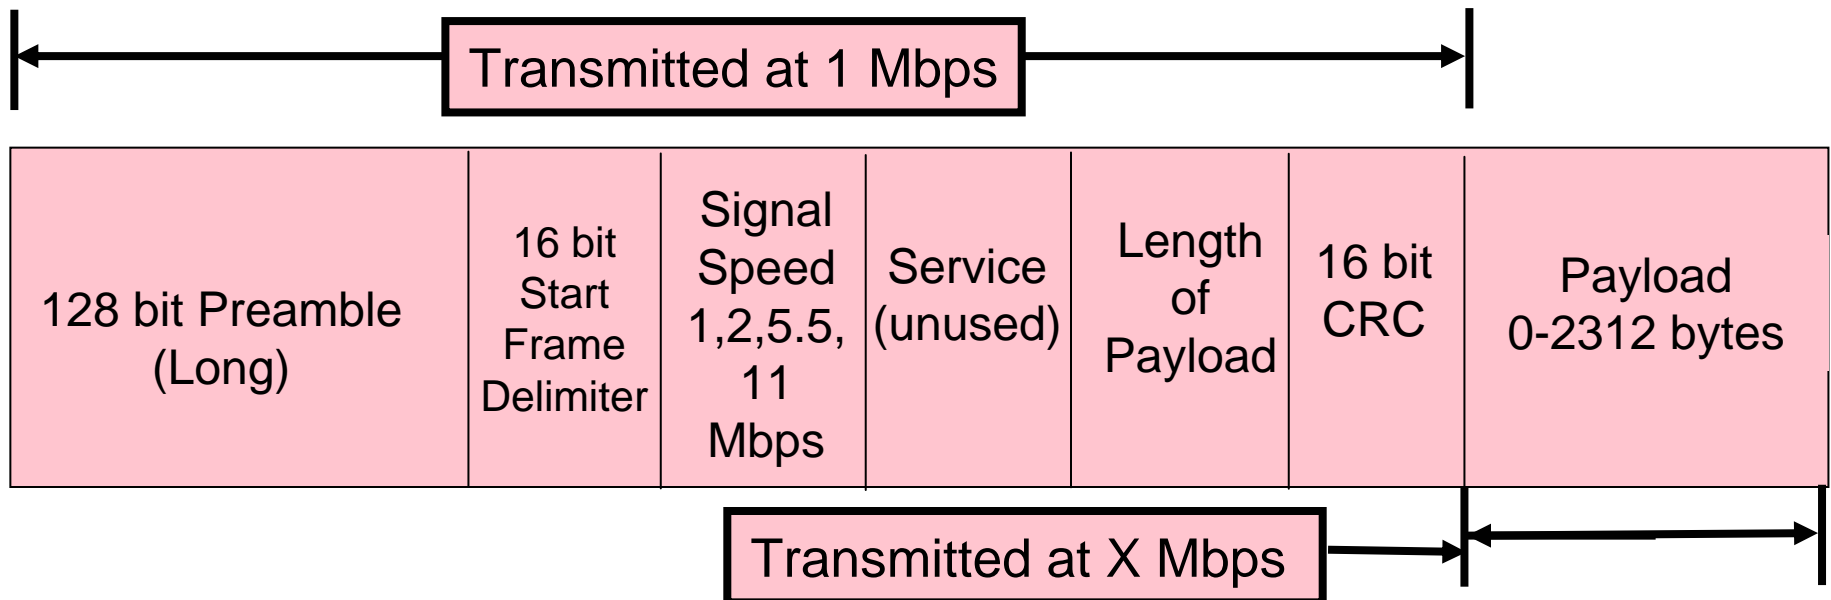 Transmitted at 1 Mbps
128 bit Preamble
(Long)
16 bit
Start
Frame
Delimiter
Signal
Speed
1,2,5.5,
11
Mbps
Service
(unused)
Length
of
Payload
16 bit
CRC
Payload
0-2312 bytes
Transmitted at X Mbps